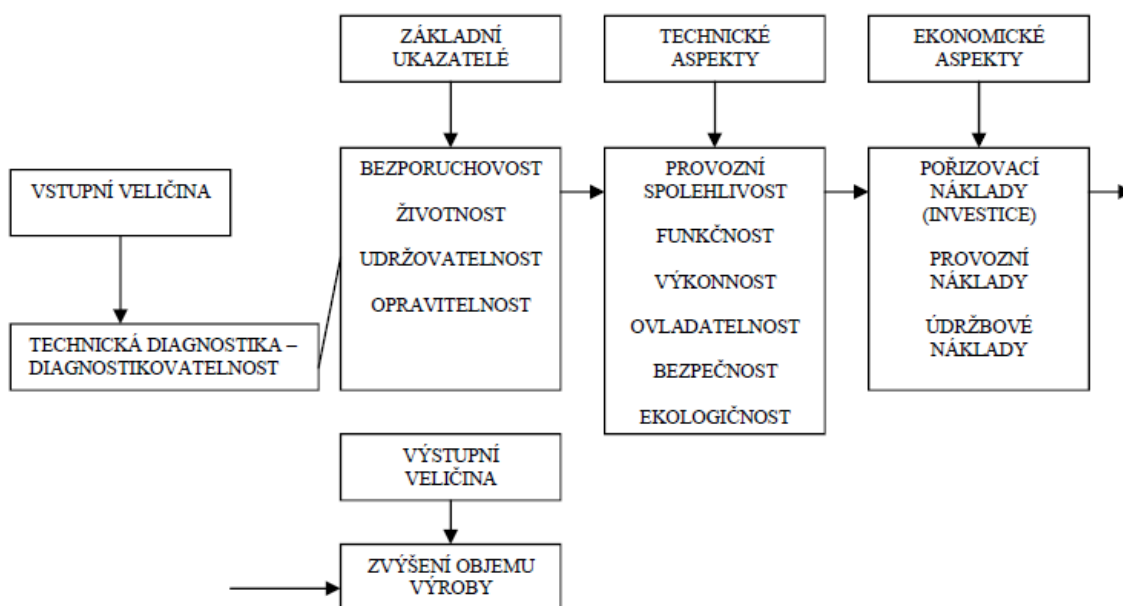 ZÁKLADNÍ
UKAZATELÉ
TECHNICKÉ
ASPEKTY
EKONOMICKÉ
ASPEKTY
VSTUPNÍ VELIČINA
TECHNICKÁ DIAGNOSTIKA –
DIAGNOSTIKOVATELNOST
BEZPORUCHOVOST
ŽIVOTNOST
UDRŽOVATELNOST
OPRAVITELNOST
PROVOZNÍ
SPOLEHLIVOST
FUNKČNOST
VÝKONNOST
OVLADATELNOST
BEZPEČNOST
EKOLOGIČNOST
POŘIZOVACÍ
NÁKLADY
(INVESTICE)
PROVOZNÍ
NÁKLADY
ÚDRŽBOVÉ
NÁKLADY
VÝSTUPNÍ
VELIČINA
ZVÝŠENÍ OBJEMU
VÝROBY